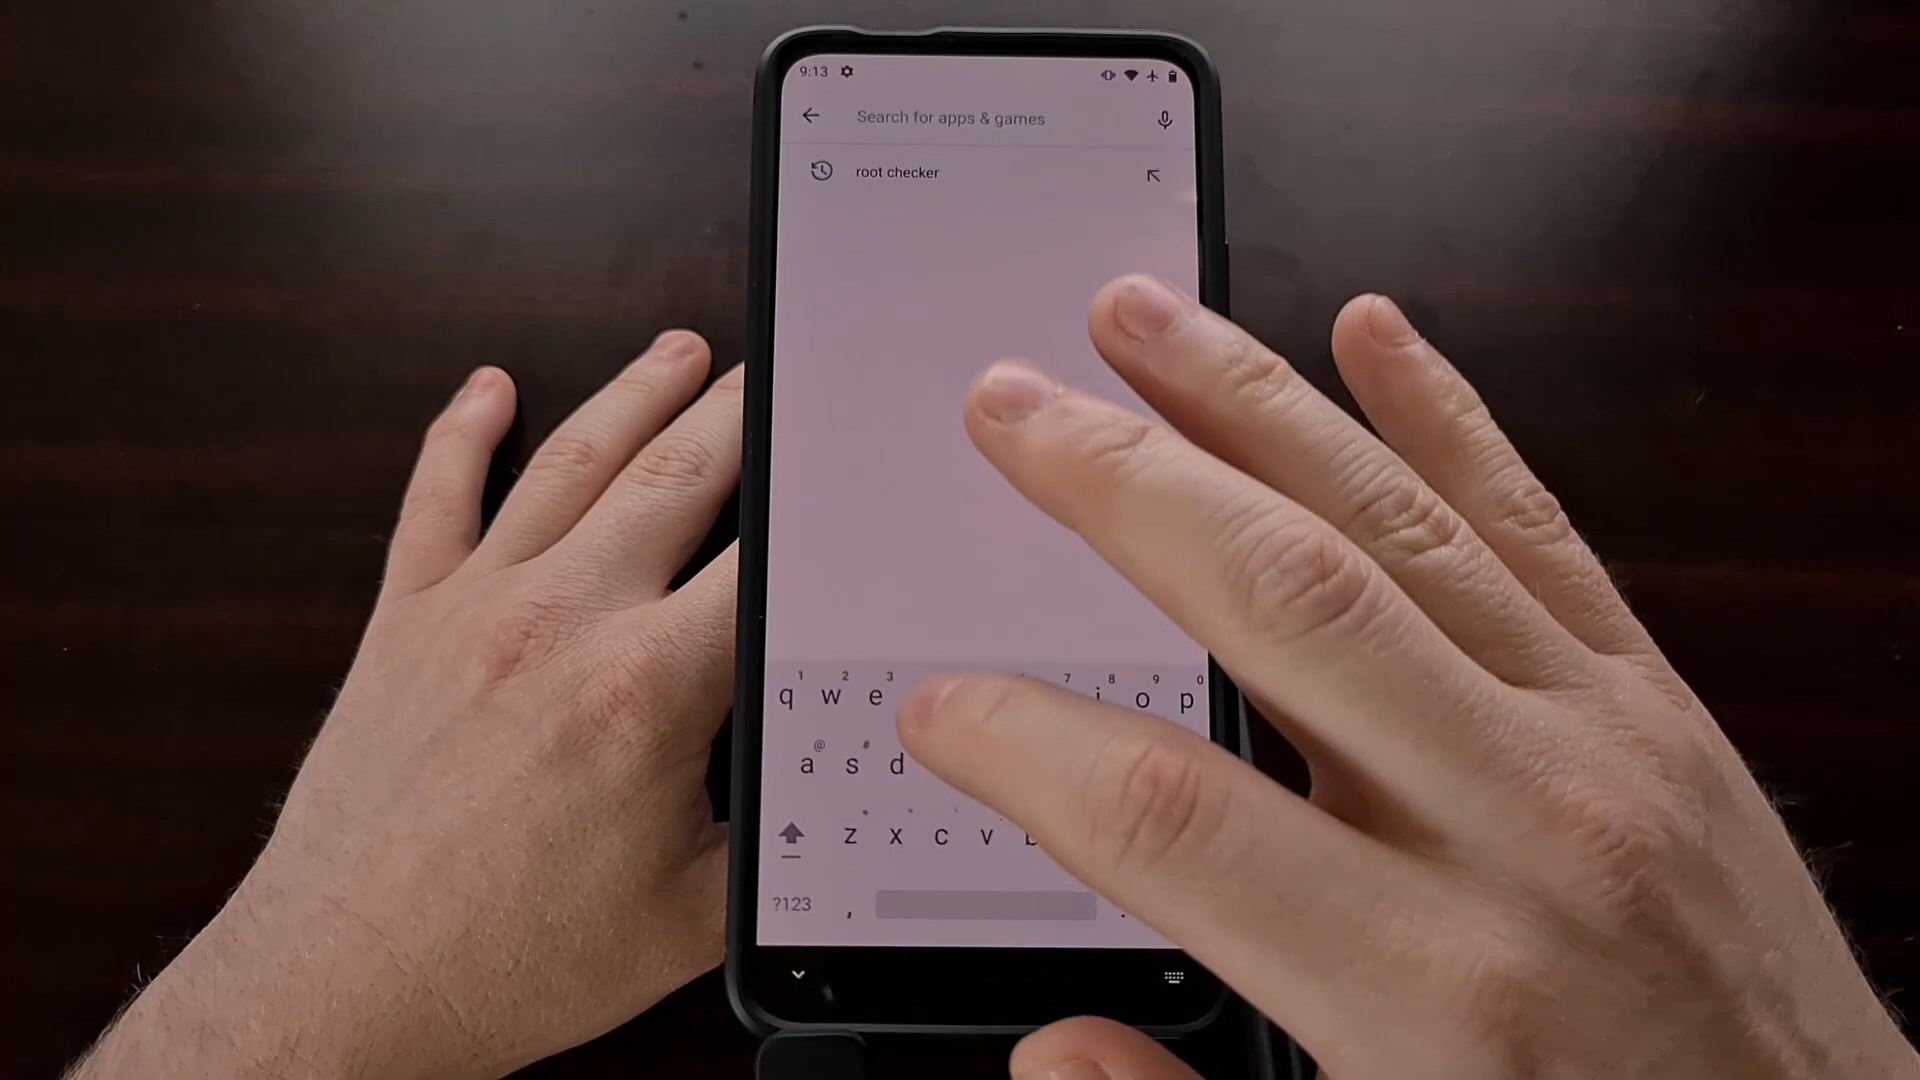 9:13
Search for apps & games
root checker
1 2 3 7 8 9 0
q w e i o p
@ #
a s d
z x c v b
?123 , .